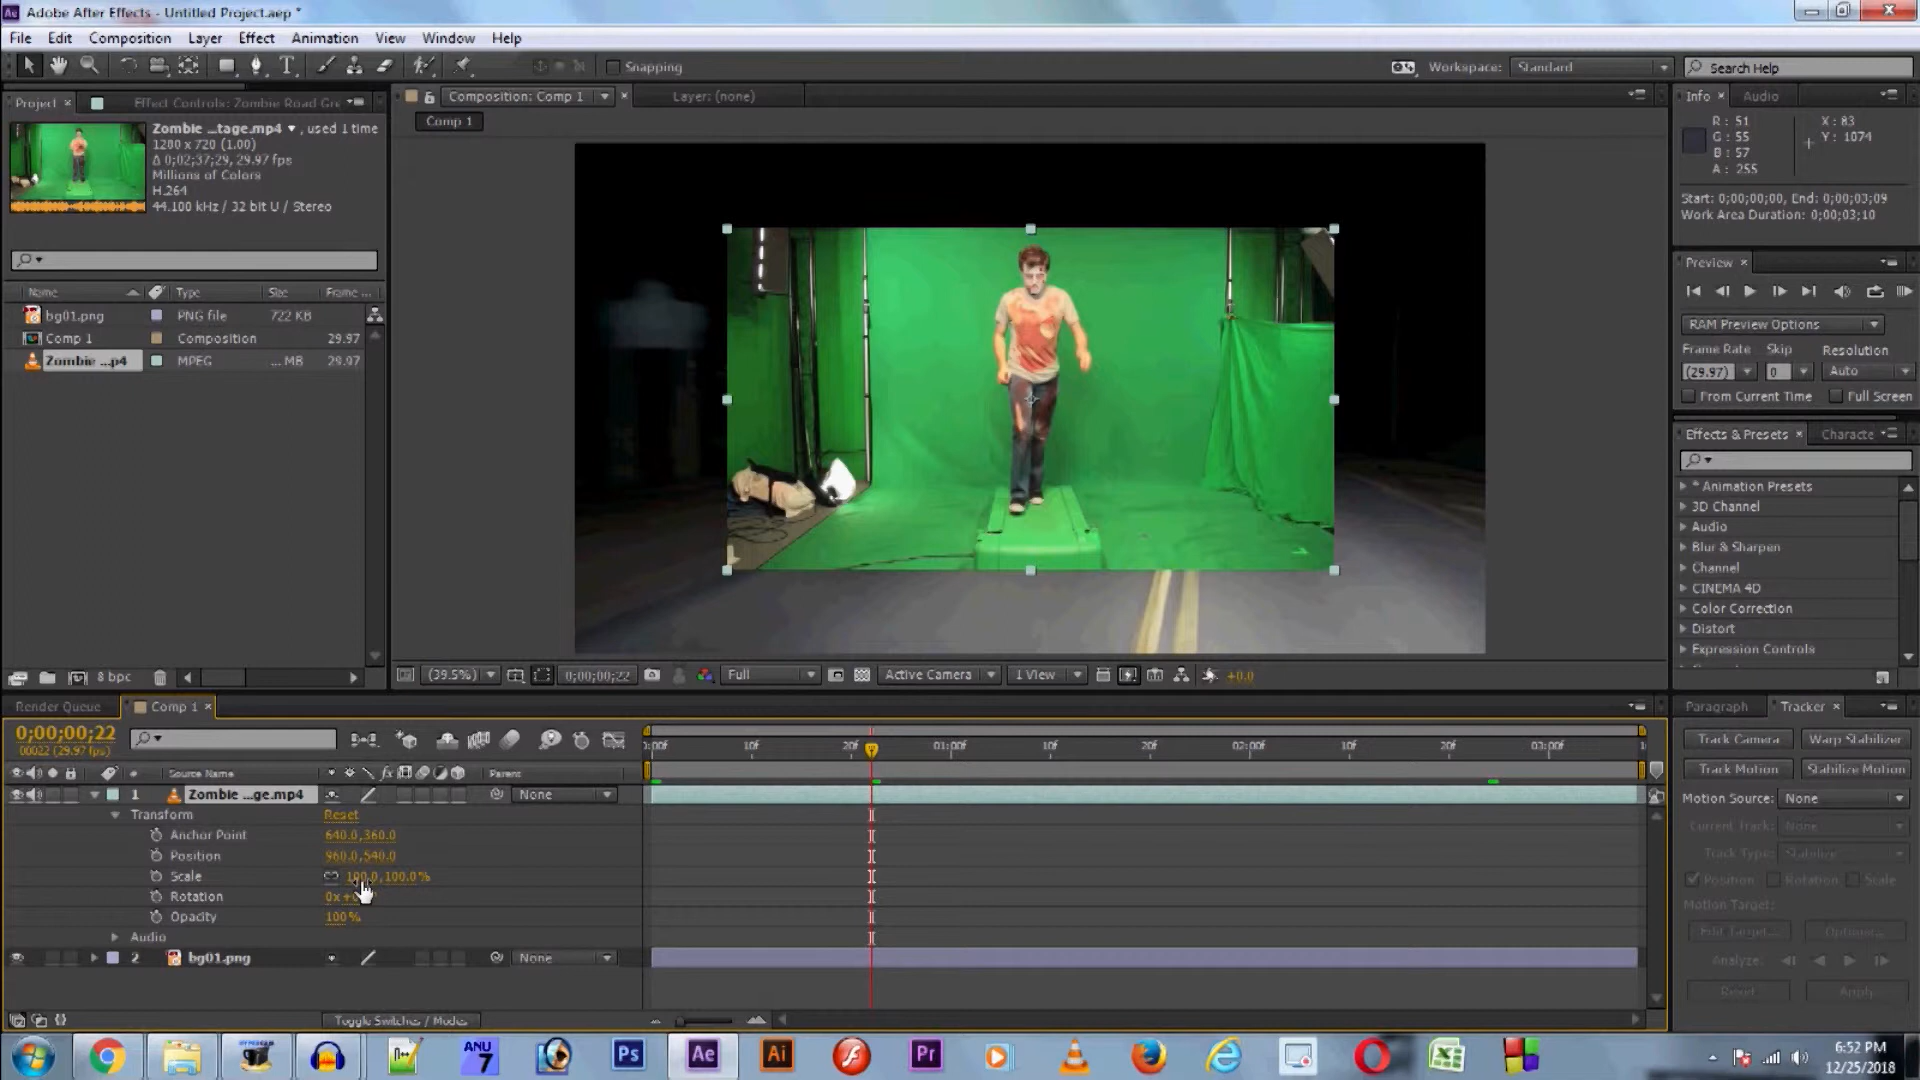 Adobe After Effects - Untitled Project.aep *
File Edit Composition Layer Effect Animation View Window Help
Snapping
Workspace: Standard
Search Help
Project × Effect Controls: Zombie Road Gre
Composition: Comp 1
Layer: (none)
Comp 1
Zombie ...tage.mp4 ▼, used 1 time
1280 x 720 (1.00)
Δ 0;02;37;29, 29.97 fps
Millions of Colors
H.264
44.100 kHz / 32 bit U / Stereo
Name Type Size Frame ...
bg01.png PNG file 722 KB
Comp 1 Composition 29.97
Zombie ...p4 MPEG ... MB 29.97
8 bpc
(39.5%) 0;00;00;22 Full Active Camera 1 View +0.0
Info × Audio
R: 51
G: 55
B: 57
A: 255
X: 83
Y: 1074
Start: 0;00;00;00, End: 0;00;03;09
Work Area Duration: 0;00;03;10
Preview ×
RAM Preview Options
Frame Rate Skip Resolution
(29.97) 0 Auto
From Current Time Full Screen
Effects & Presets × Characte
* Animation Presets
3D Channel
Audio
Blur & Sharpen
Channel
CINEMA 4D
Color Correction
Distort
Expression Controls
Render Queue Comp 1 ×
0;00;00;22
00022 (29.97 fps)
:00f 10f 20f 01:00f 10f 20f 02:00f 10f 20f 03:00f 1
# Source Name Parent
1 Zombie ...ge.mp4 None
Transform Reset
Anchor Point 640.0,360.0
Position 960.0,540.0
Scale 100.0,100.0%
Rotation 0x
Opacity 100%
Audio
2 bg01.png None
Toggle Switches / Modes
Paragraph Tracker ×
Track Camera Warp Stabilizer
Track Motion Stabilize Motion
Motion Source: None
Current Track: None
Track Type: Stabilize
Position Rotation Scale
Motion Target:
Edit Target... Options...
Analyze:
Reset Apply
ANU
7
Ps Ae Ai Pr
6:52 PM
12/25/2018